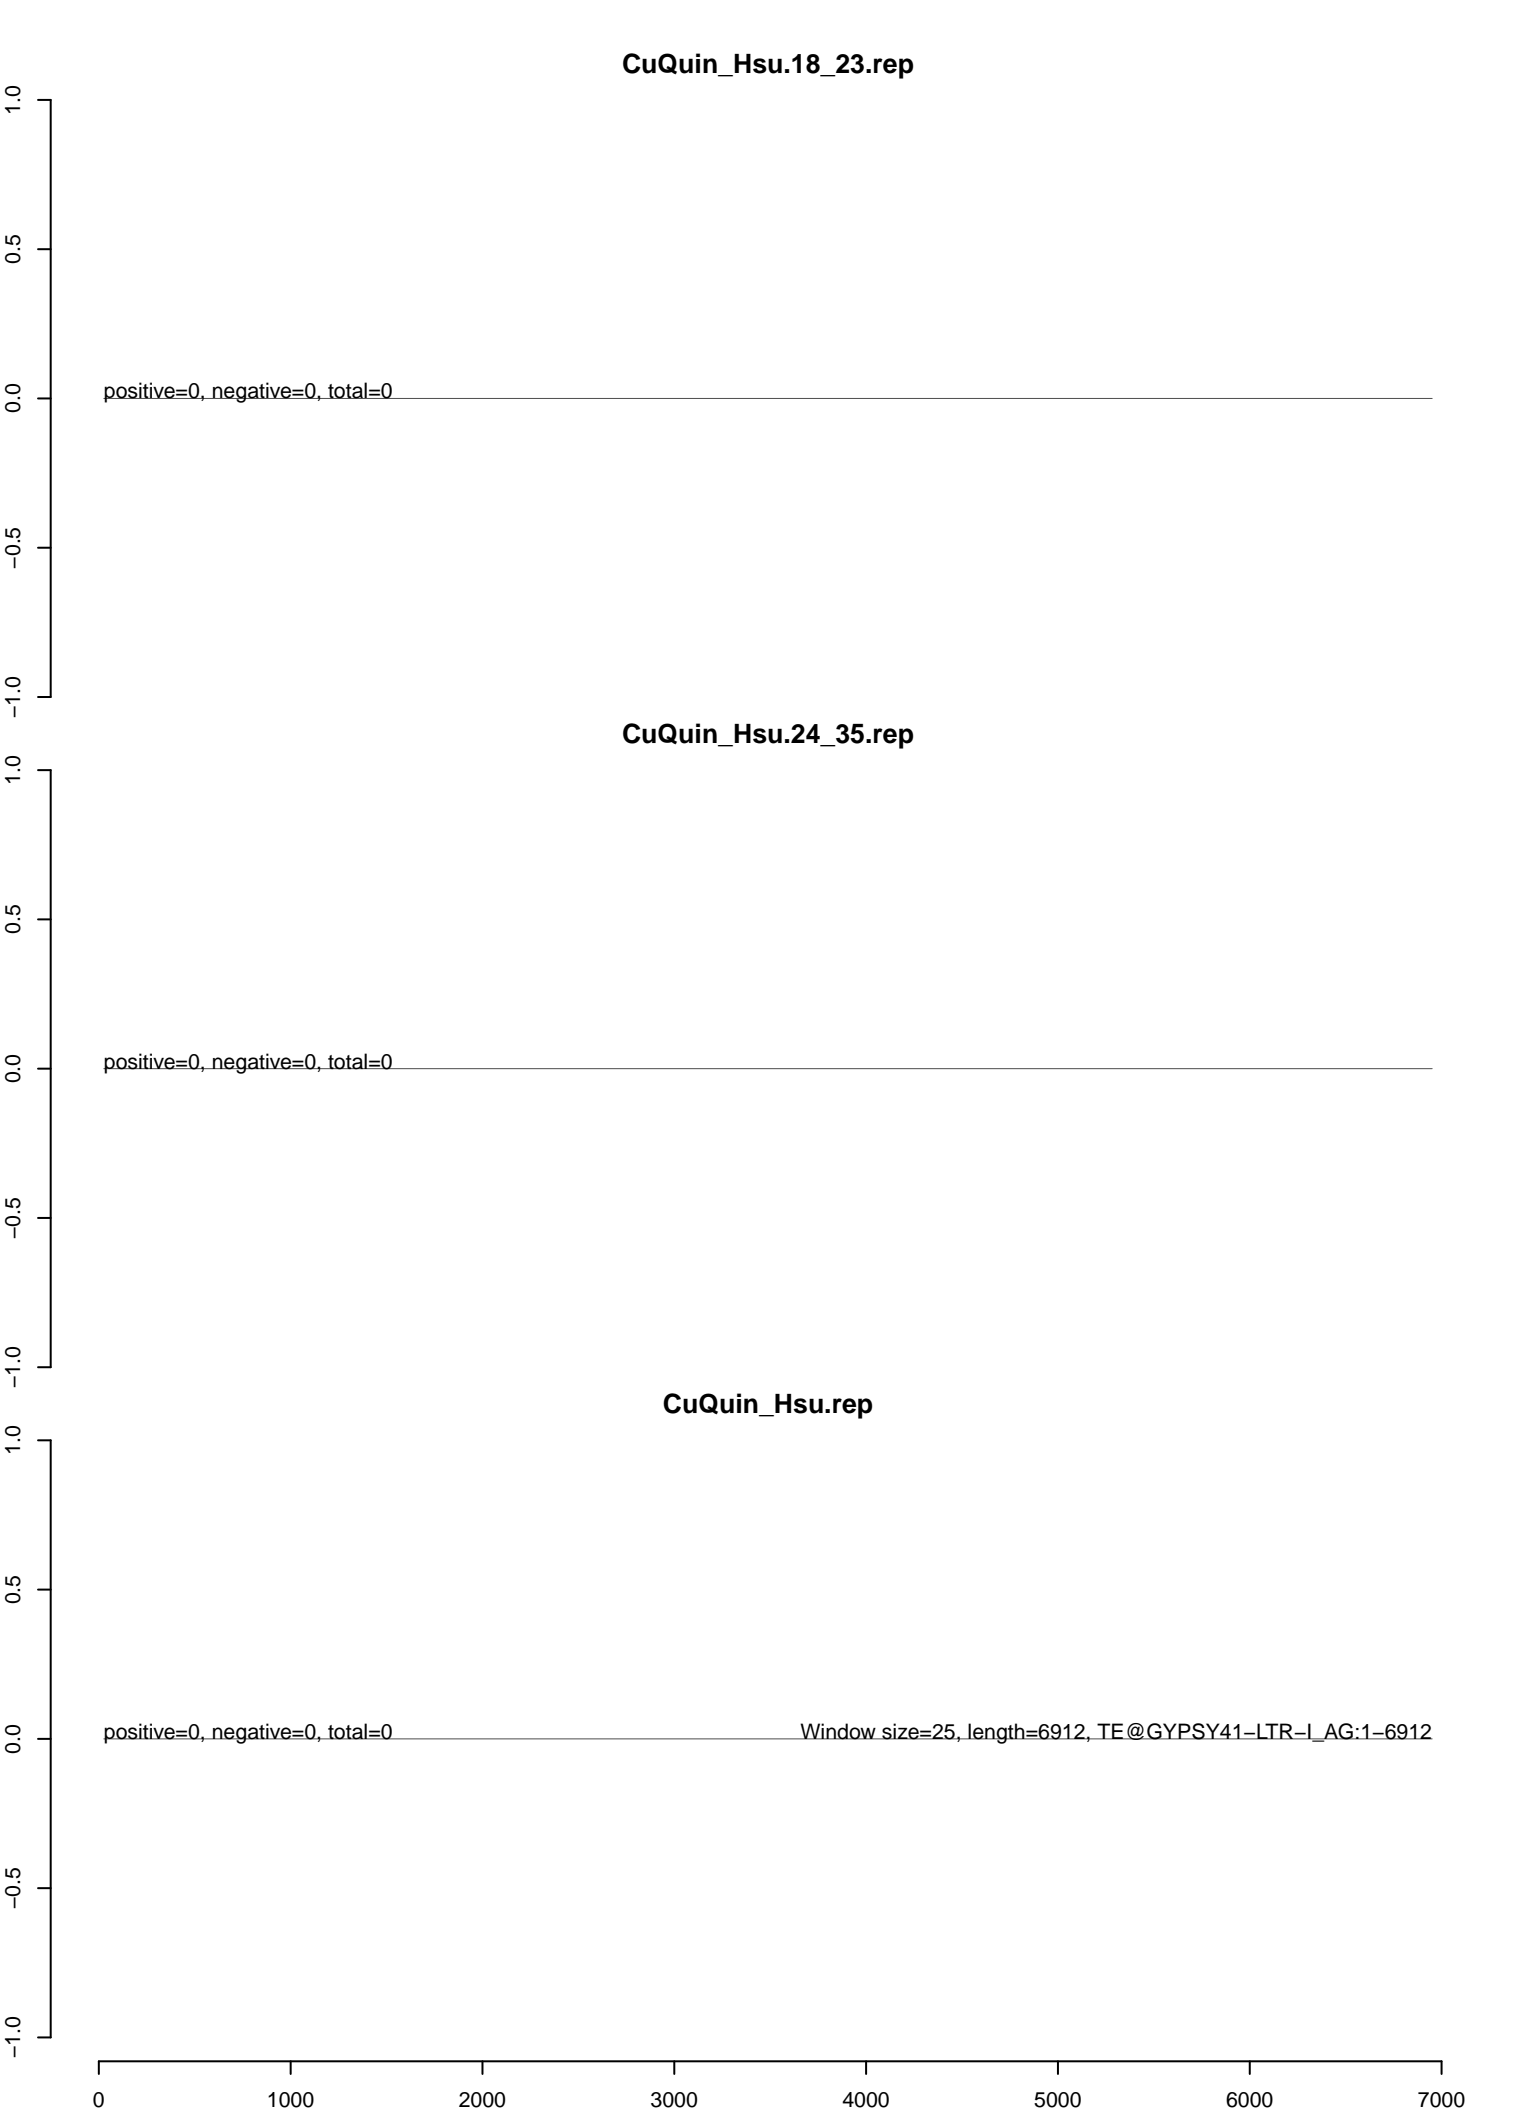 CuQuin_Hsu.18_23.rep
1.0
0.5
positive=0, negative=0, total=0
0.0
−0.5
−1.0
CuQuin_Hsu.24_35.rep
1.0
0.5
positive=0, negative=0, total=0
0.0
−0.5
−1.0
CuQuin_Hsu.rep
1.0
0.5
positive=0, negative=0, total=0 Window size=25, length=6912, TE@GYPSY41−LTR−I_AG:1−6912
0.0
−0.5
−1.0
0 1000 2000 3000 4000 5000 6000 7000